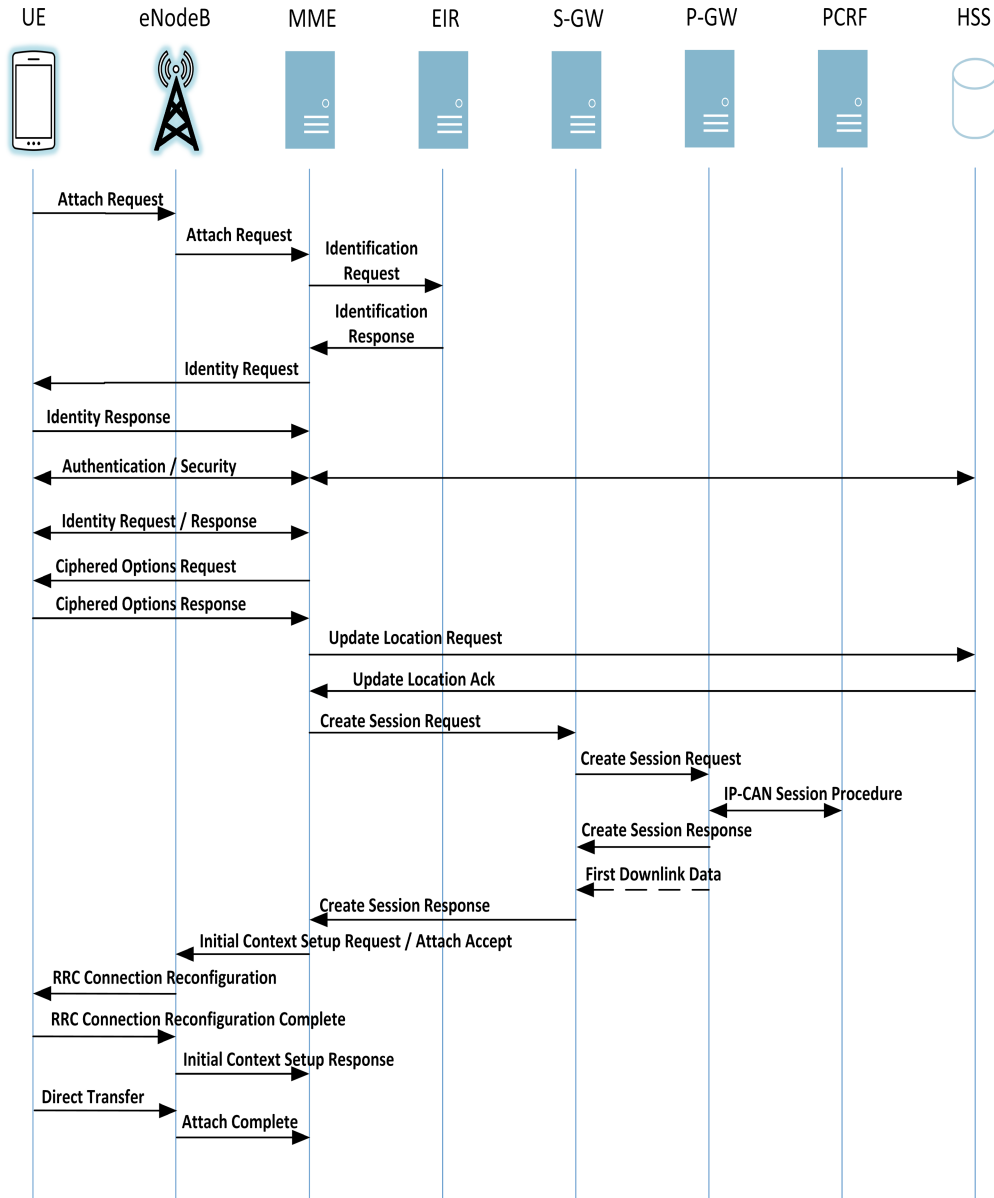 UE eNodeB MME EIR S-GW P-GW PCRF HSS
Attach Request
Attach Request
Identification
Request
Identification
Response
Identity Request
Identity Response
Authentication / Security
Identity Request / Response
Ciphered Options Request
Ciphered Options Response
Update Location Request
Update Location Ack
Create Session Request
Create Session Request
IP-CAN Session Procedure
Create Session Response
First Downlink Data
Create Session Response
Initial Context Setup Request / Attach Accept
RRC Connection Reconfiguration
RRC Connection Reconfiguration Complete
Initial Context Setup Response
Direct Transfer
Attach Complete